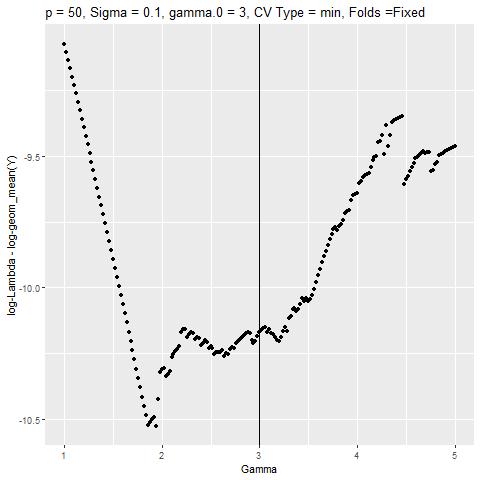 p = 50, Sigma = 0.1, gamma.0 = 3, CV Type = min, Folds =Fixed
log-Lambda - log-geom_mean(Y)
-9.5
-10.0
-10.5
1
2
3
4
5
Gamma